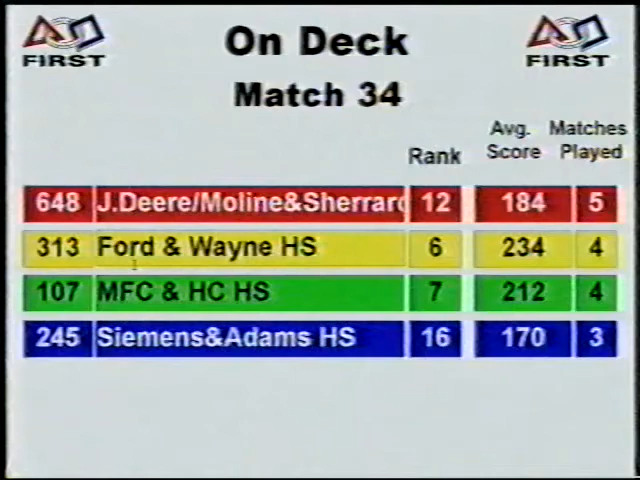 FIRST
On Deck
FIRST
Match 34
Rank Avg. Score Matches Played
648 J.Deere/Moline&Sherrard 12 184 5
313 Ford & Wayne HS 6 234 4
107 MFC & HC HS 7 212 4
245 Siemens&Adams HS 16 170 3